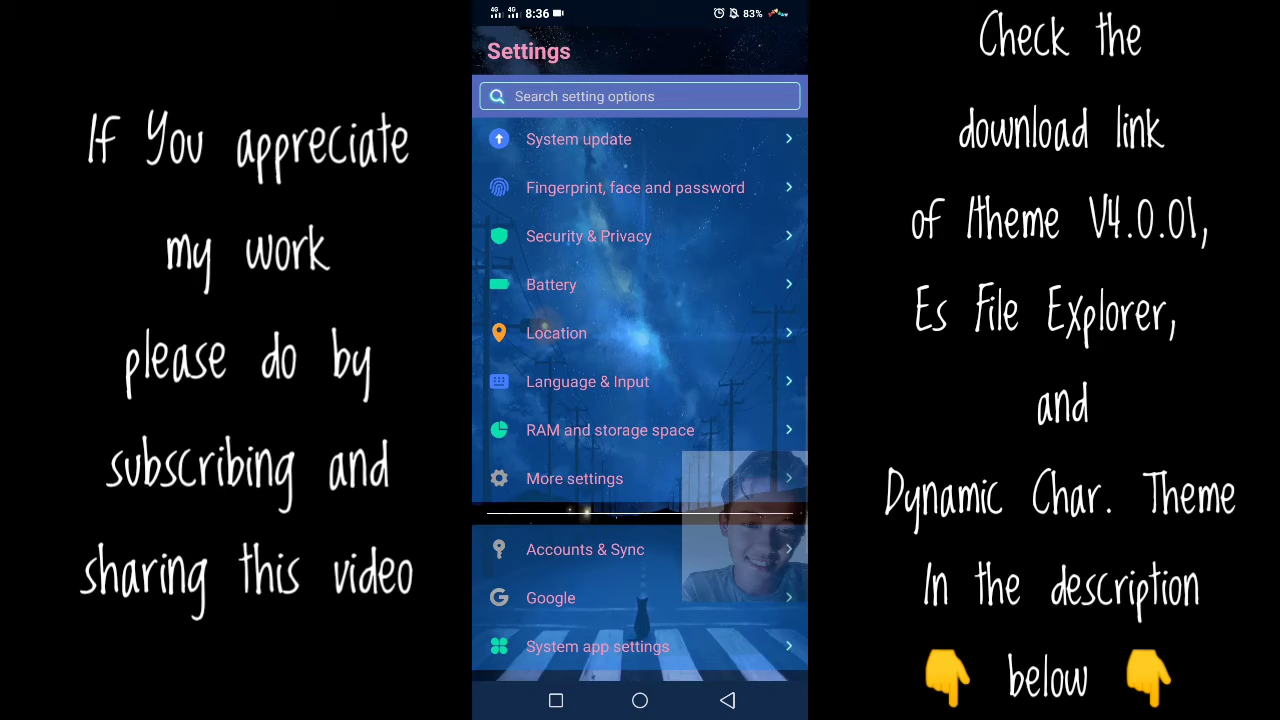 If You appreciate
my work
please do by
subscribing and
sharing this video
4G 4G 8:36 83%
Settings
Search setting options
System update
Fingerprint, face and password
Security & Privacy
Battery
Location
Language & Input
RAM and storage space
More settings
Accounts & Sync
Google
System app settings
Check the
download link
of Itheme V4.0.01,
Es File Explorer,
and
Dynamic Char. Theme
In the description
👇 below 👇